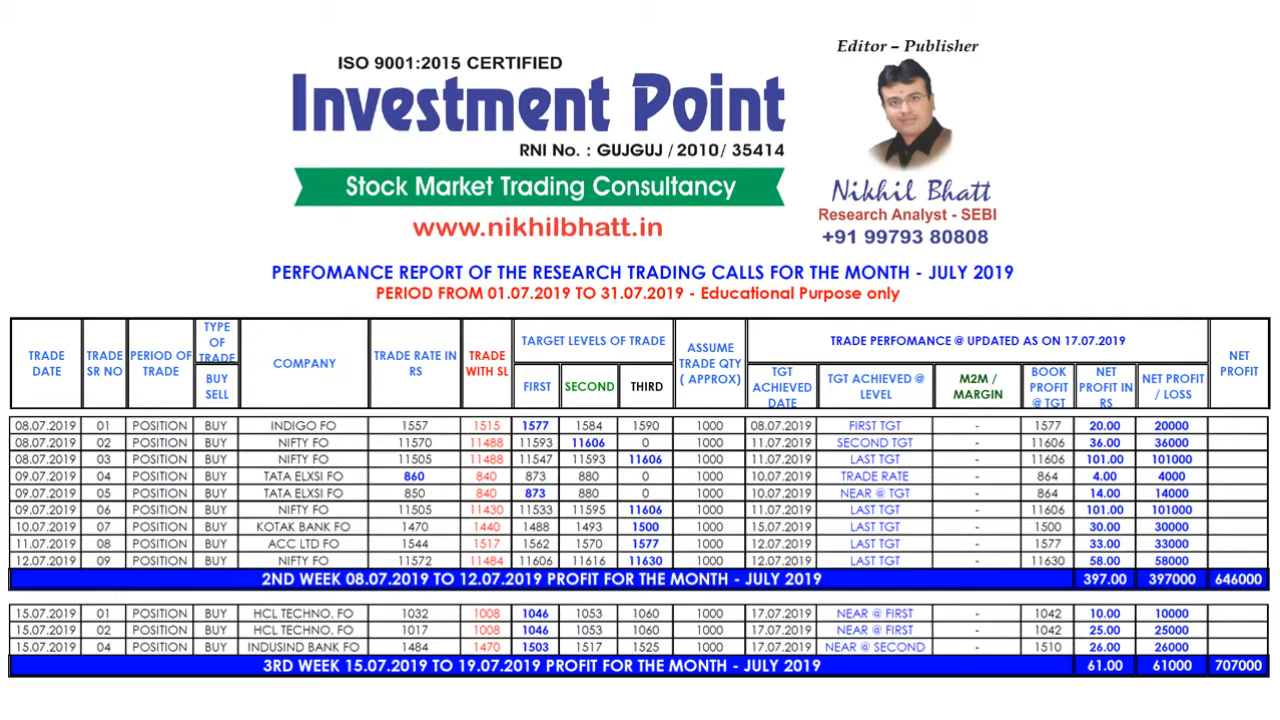 Editor – Publisher
ISO 9001:2015 CERTIFIED
Investment Point
RNI No. : GUJGUJ / 2010/ 35414
Stock Market Trading Consultancy
www.nikhilbhatt.in
Nikhil Bhatt
Research Analyst - SEBI
+91 99793 80808
PERFOMANCE REPORT OF THE RESEARCH TRADING CALLS FOR THE MONTH - JULY 2019
PERIOD FROM 01.07.2019 TO 31.07.2019 - Educational Purpose only
TRADE DATE TRADE SR NO PERIOD OF TRADE TYPE OF TRADE BUY SELL COMPANY TRADE RATE IN RS TRADE WITH SL TARGET LEVELS OF TRADE FIRST SECOND THIRD ASSUME TRADE QTY ( APPROX) TRADE PERFOMANCE @ UPDATED AS ON 17.07.2019 TGT ACHIEVED DATE TGT ACHIEVED @ LEVEL M2M / MARGIN BOOK PROFIT @ TGT NET PROFIT IN RS NET PROFIT / LOSS NET PROFIT
08.07.2019 01 POSITION BUY INDIGO FO 1557 1515 1577 1584 1590 1000 08.07.2019 FIRST TGT - 1577 20.00 20000
08.07.2019 02 POSITION BUY NIFTY FO 11570 11488 11593 11606 0 1000 11.07.2019 SECOND TGT - 11606 36.00 36000
08.07.2019 03 POSITION BUY NIFTY FO 11505 11488 11547 11593 11606 1000 11.07.2019 LAST TGT - 11606 101.00 101000
09.07.2019 04 POSITION BUY TATA ELXSI FO 860 840 873 880 0 1000 10.07.2019 TRADE RATE - 864 4.00 4000
09.07.2019 05 POSITION BUY TATA ELXSI FO 850 840 873 880 0 1000 10.07.2019 NEAR @ TGT - 864 14.00 14000
09.07.2019 06 POSITION BUY NIFTY FO 11505 11430 11533 11595 11606 1000 11.07.2019 LAST TGT - 11606 101.00 101000
10.07.2019 07 POSITION BUY KOTAK BANK FO 1470 1440 1488 1493 1500 1000 15.07.2019 LAST TGT - 1500 30.00 30000
11.07.2019 08 POSITION BUY ACC LTD FO 1544 1517 1562 1570 1577 1000 12.07.2019 LAST TGT - 1577 33.00 33000
12.07.2019 09 POSITION BUY NIFTY FO 11572 11484 11606 11616 11630 1000 12.07.2019 LAST TGT - 11630 58.00 58000
2ND WEEK 08.07.2019 TO 12.07.2019 PROFIT FOR THE MONTH - JULY 2019 397.00 397000 646000
15.07.2019 01 POSITION BUY HCL TECHNO. FO 1032 1008 1046 1053 1060 1000 17.07.2019 NEAR @ FIRST - 1042 10.00 10000
15.07.2019 02 POSITION BUY HCL TECHNO. FO 1017 1008 1046 1053 1060 1000 17.07.2019 NEAR @ FIRST - 1042 25.00 25000
15.07.2019 04 POSITION BUY INDUSIND BANK FO 1484 1470 1503 1517 1525 1000 17.07.2019 NEAR @ SECOND - 1510 26.00 26000
3RD WEEK 15.07.2019 TO 19.07.2019 PROFIT FOR THE MONTH - JULY 2019 61.00 61000 707000